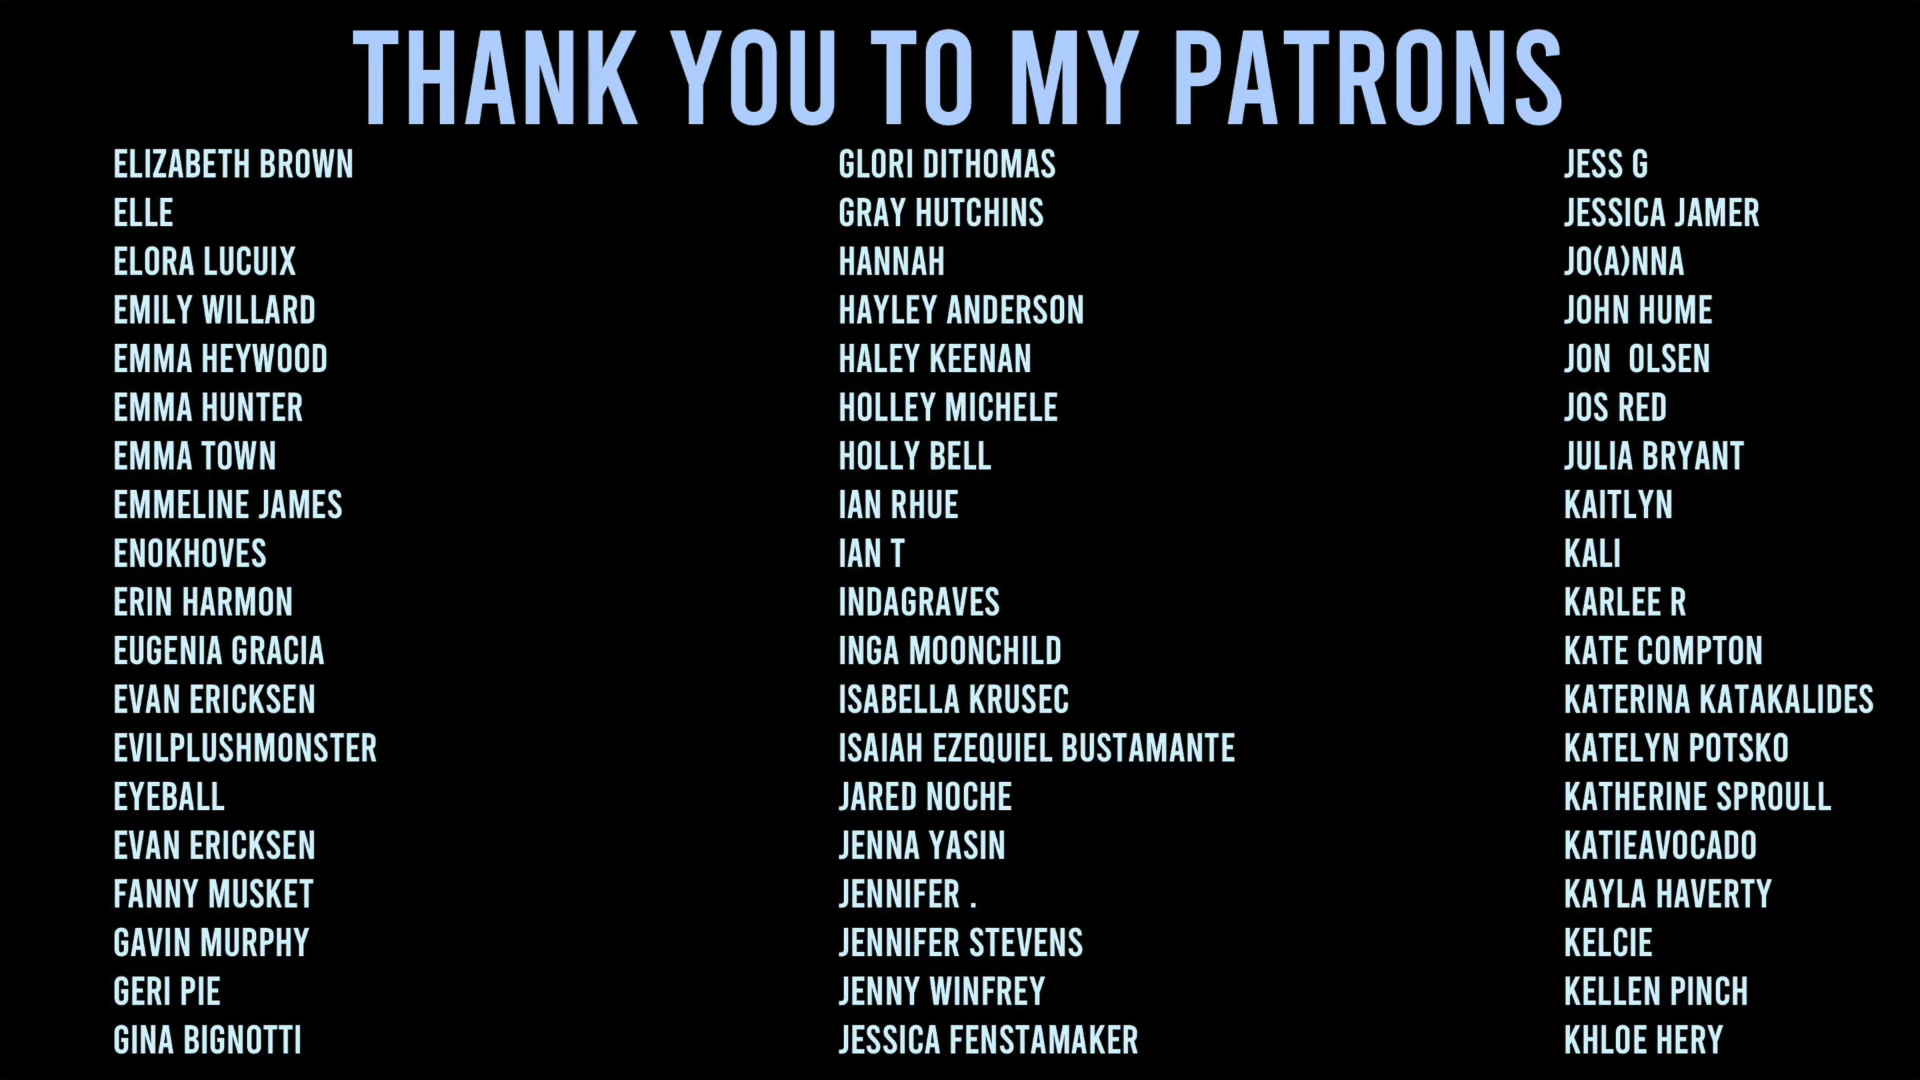 THANK YOU TO MY PATRONS
ELIZABETH BROWN
ELLE
ELORA LUCUIX
EMILY WILLARD
EMMA HEYWOOD
EMMA HUNTER
EMMA TOWN
EMMELINE JAMES
ENOKHOVES
ERIN HARMON
EUGENIA GRACIA
EVAN ERICKSEN
EVILPLUSHMONSTER
EYEBALL
EVAN ERICKSEN
FANNY MUSKET
GAVIN MURPHY
GERI PIE
GINA BIGNOTTI
GLORI DITHOMAS
GRAY HUTCHINS
HANNAH
HAYLEY ANDERSON
HALEY KEENAN
HOLLEY MICHELE
HOLLY BELL
IAN RHUE
IAN T
INDAGRAVES
INGA MOONCHILD
ISABELLA KRUSEC
ISAIAH EZEQUIEL BUSTAMANTE
JARED NOCHE
JENNA YASIN
JENNIFER .
JENNIFER STEVENS
JENNY WINFREY
JESSICA FENSTAMAKER
JESS G
JESSICA JAMER
JO(A)NNA
JOHN HUME
JON  OLSEN
JOS RED
JULIA BRYANT
KAITLYN
KALI
KARLEE R
KATE COMPTON
KATERINA KATAKALIDES
KATELYN POTSKO
KATHERINE SPROULL
KATIEAVOCADO
KAYLA HAVERTY
KELCIE
KELLEN PINCH
KHLOE HERY